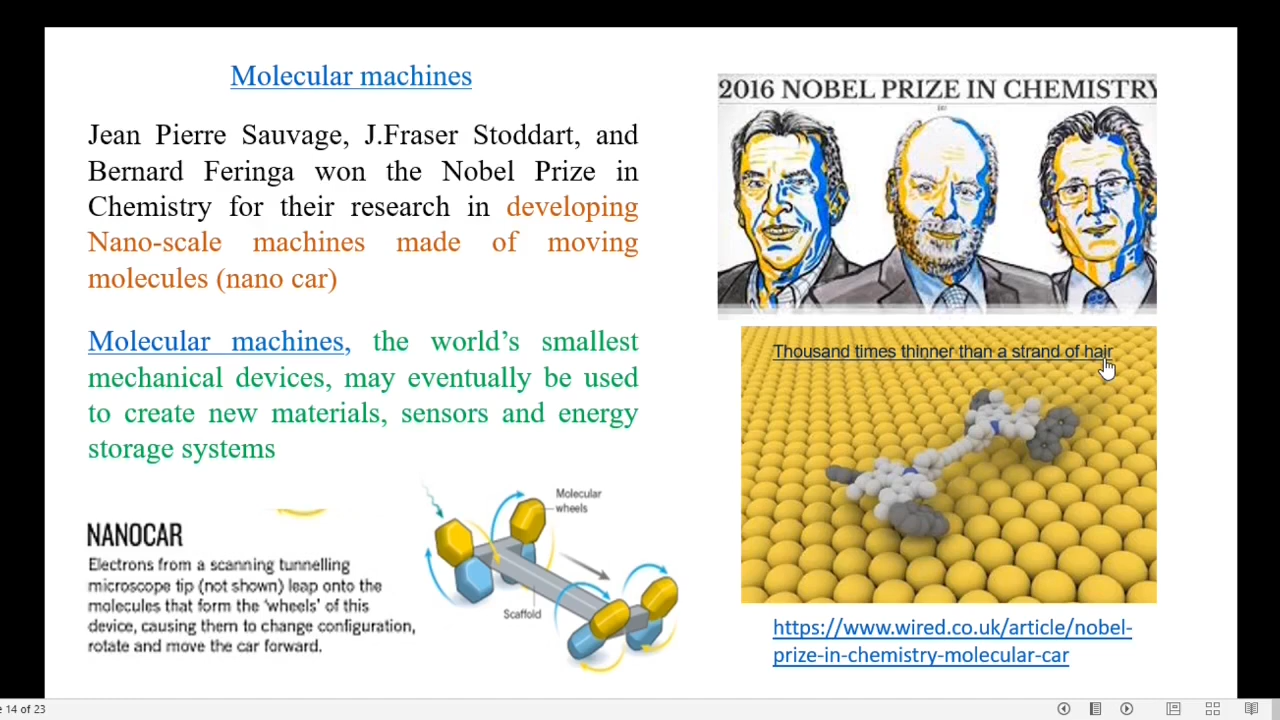 Molecular machines
Jean Pierre Sauvage, J.Fraser Stoddart, and
Bernard Feringa won the Nobel Prize in
Chemistry for their research in developing
Nano-scale machines made of moving
molecules (nano car)
Molecular machines, the world's smallest
mechanical devices, may eventually be used
to create new materials, sensors and energy
storage systems
NANOCAR
Electrons from a scanning tunnelling
microscope tip (not shown) leap onto the
molecules that form the 'wheels' of this
device, causing them to change configuration,
rotate and move the car forward.
Molecular
wheels
Scaffold
2016 NOBEL PRIZE IN CHEMISTRY
Thousand times thinner than a strand of hair
https://www.wired.co.uk/article/nobel-
prize-in-chemistry-molecular-car
14 of 23